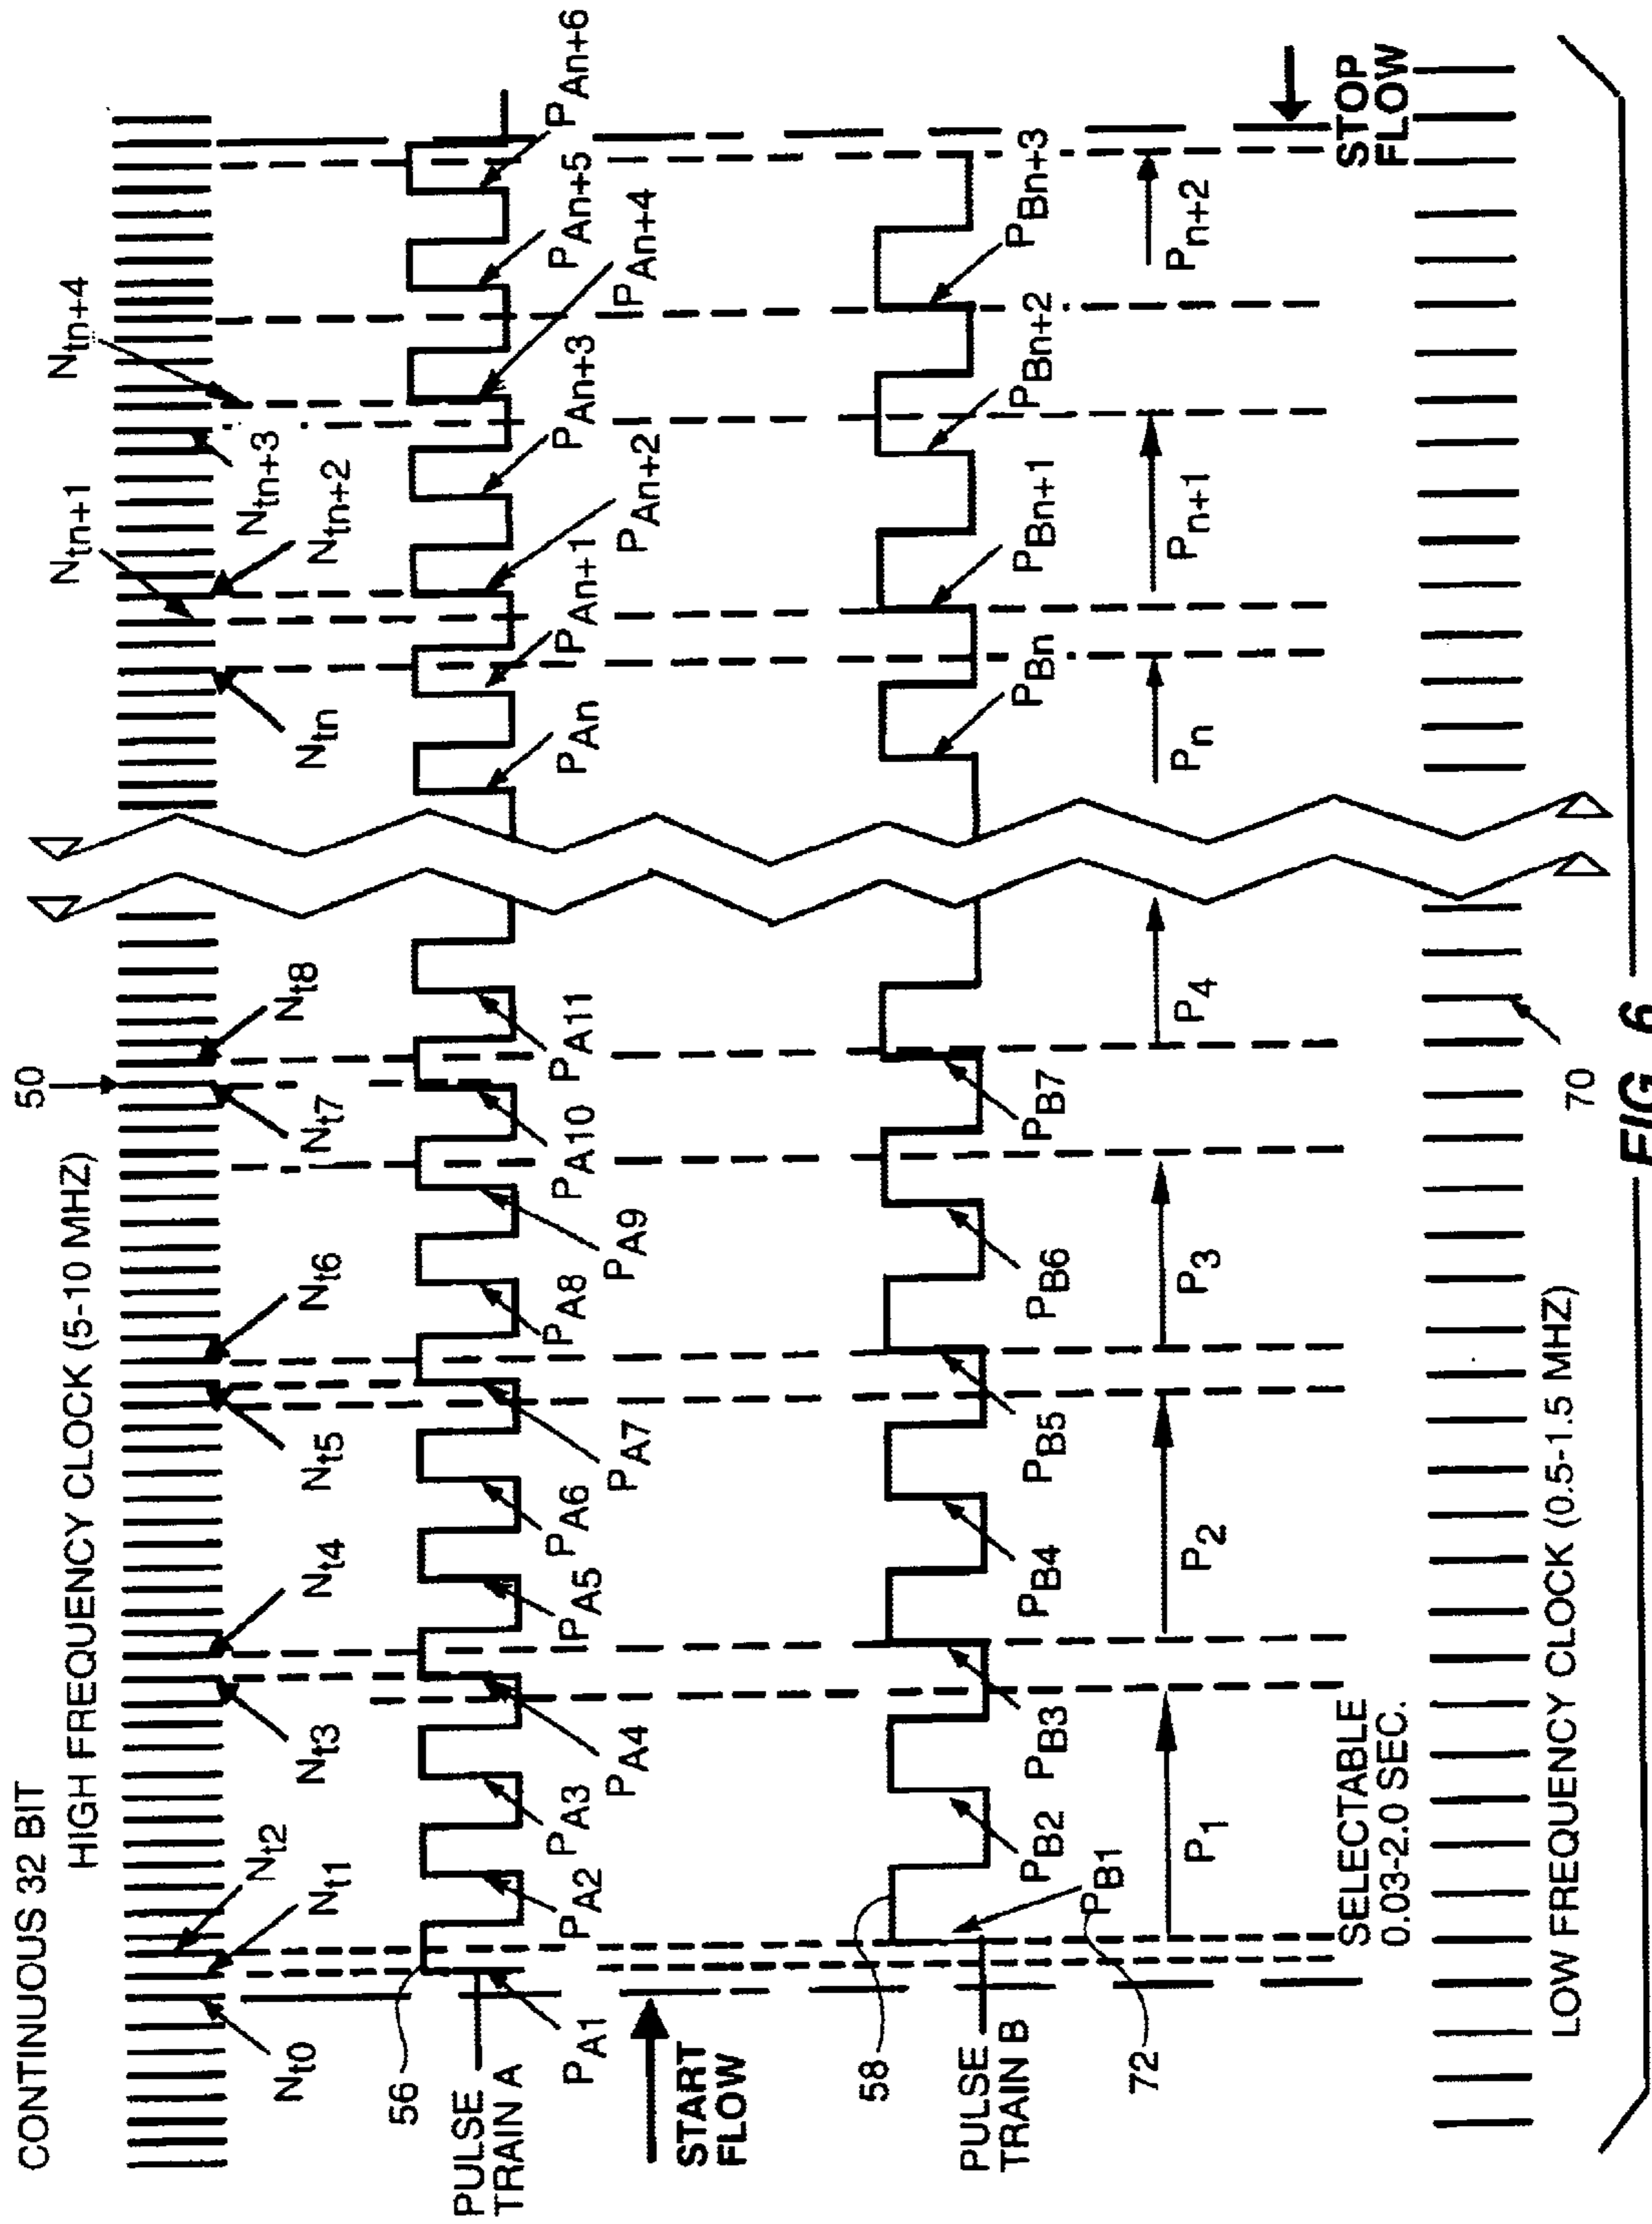 CONTINUOUS 32 BIT
HIGH FREQUENCY CLOCK (5-10 MHZ)
50
Nt0
Nt1
Nt2
Nt3
Nt4
Nt5
Nt6
Nt7
Nt8
Ntn
Ntn+1
Ntn+2
Ntn+3
Ntn+4
56
PULSE
TRAIN A
PA1
PA2
PA3
PA4
PA5
PA6
PA7
PA8
PA9
PA10
PA11
PAn
PAn+1
PAn+2
PAn+3
PAn+4
PAn+5
PAn+6
START
FLOW
58
PULSE
TRAIN B
PB1
PB2
PB3
PB4
PB5
PB6
PB7
PBn
PBn+1
PBn+2
PBn+3
72
P1
P2
P3
P4
Pn
Pn+1
Pn+2
SELECTABLE
0.03-2.0 SEC.
STOP
FLOW
70
LOW FREQUENCY CLOCK (0.5-1.5 MHZ)
FIG 6